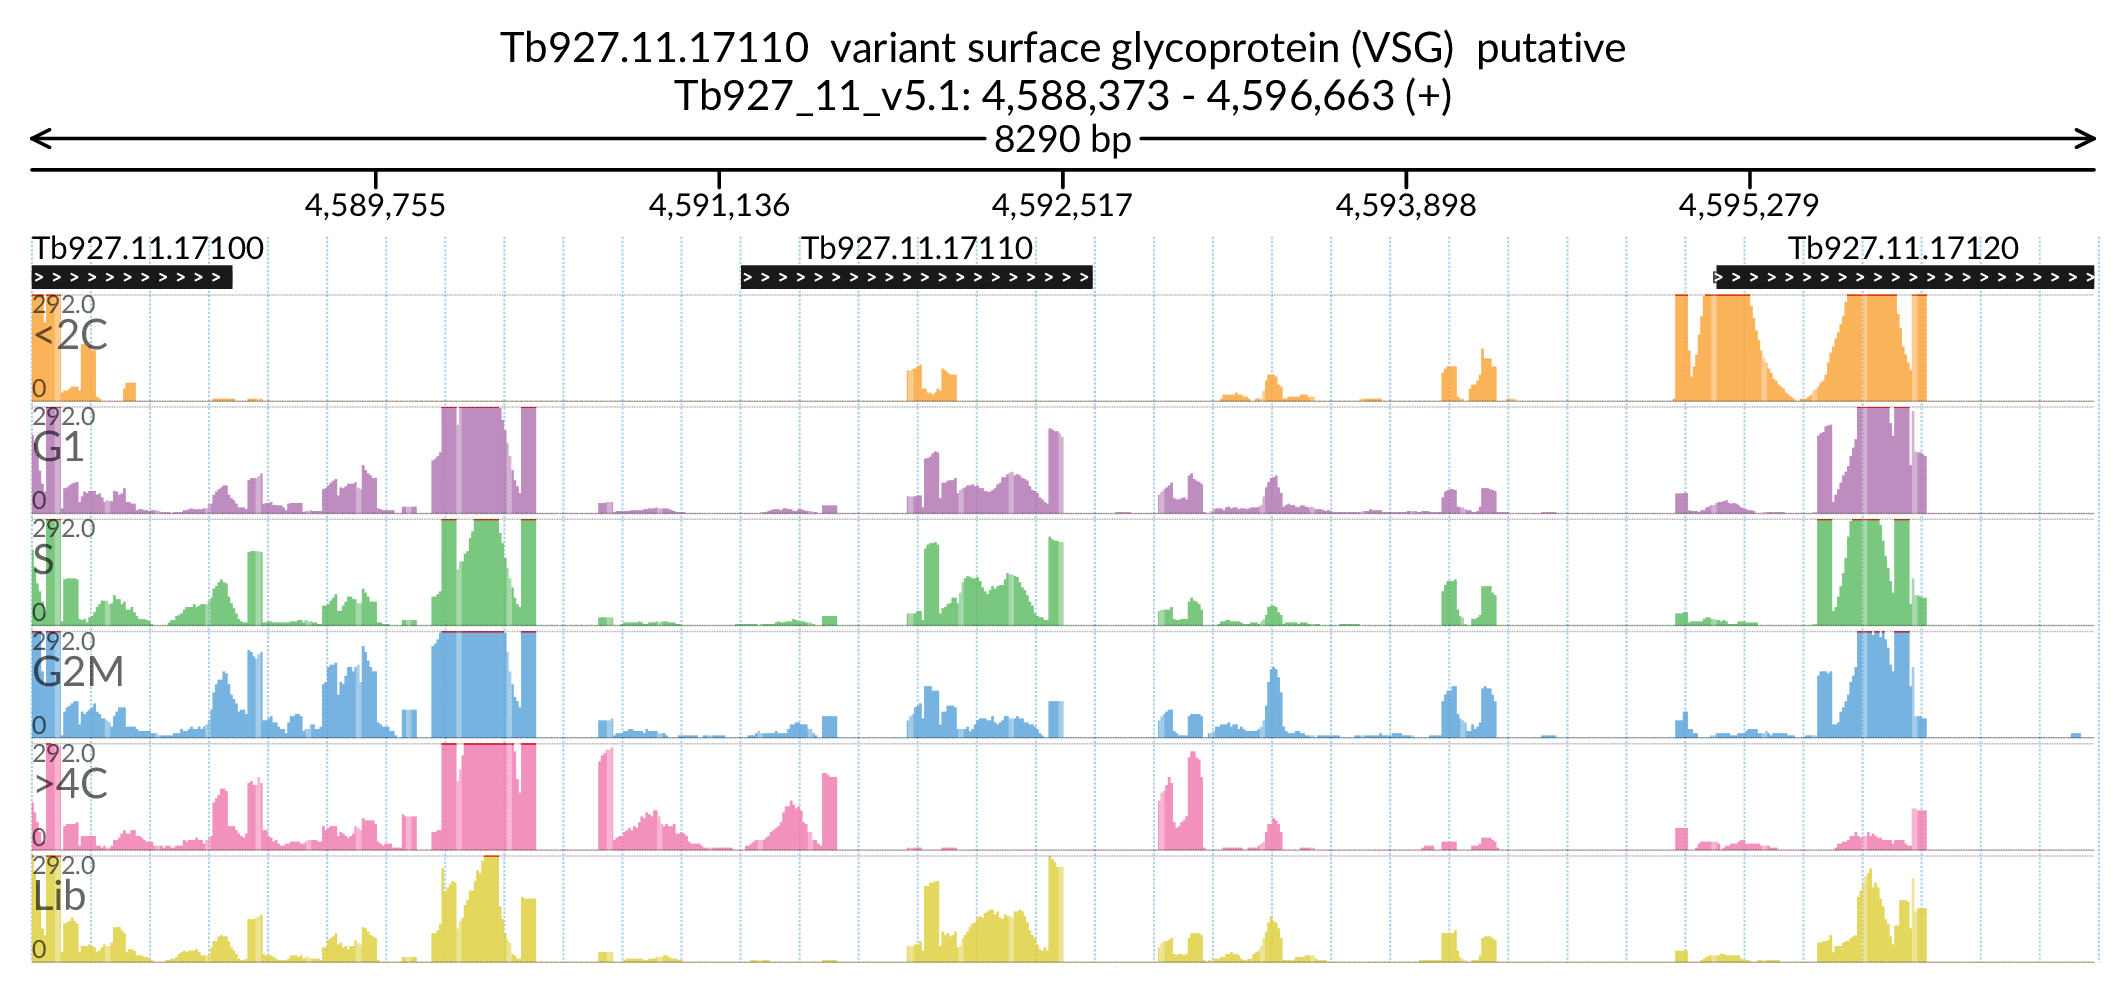 Tb927.11.17110  variant surface glycoprotein (VSG)  putative
Tb927_11_v5.1: 4,588,373 - 4,596,663 (+)
8290 bp
4,589,755 4,591,136 4,592,517 4,593,898 4,595,279
Tb927.11.17100 Tb927.11.17110 Tb927.11.17120
292.0
<2C
0
292.0
G1
0
292.0
S
0
292.0
G2M
0
292.0
>4C
0
292.0
Lib
0